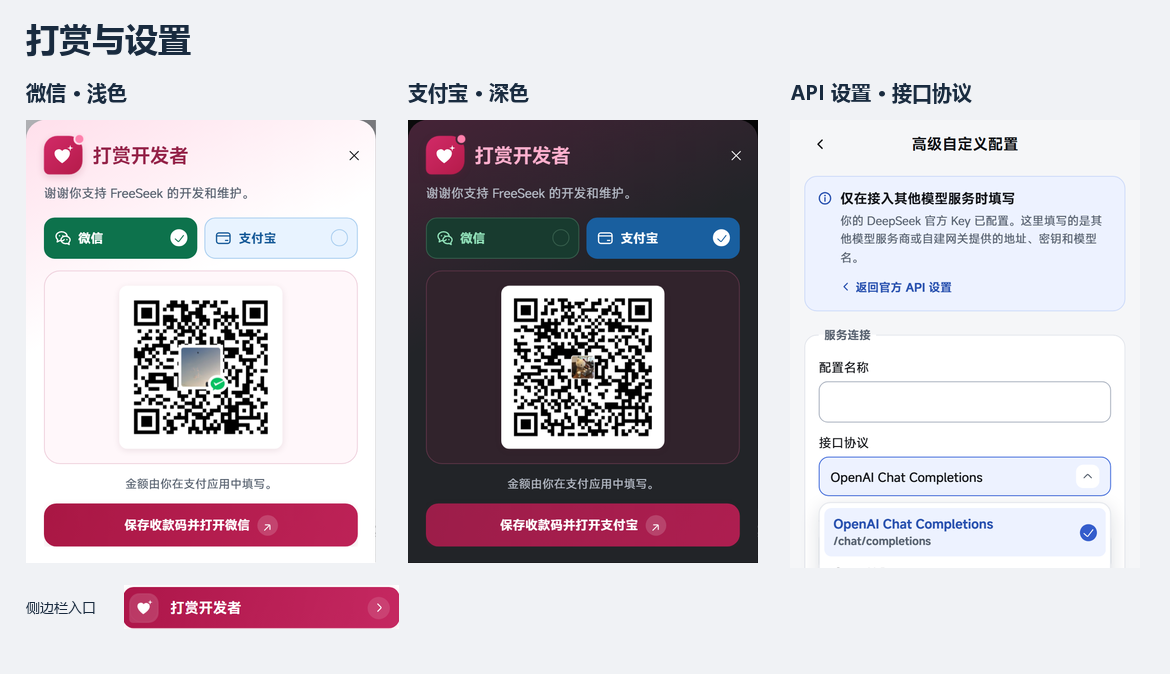 打赏与设置
微信 • 浅色
打赏开发者
谢谢你支持 FreeSeek 的开发和维护。
微信
支付宝
金额由你在支付应用中填写。
保存收款码并打开微信
支付宝 • 深色
打赏开发者
谢谢你支持 FreeSeek 的开发和维护。
微信
支付宝
金额由你在支付应用中填写。
保存收款码并打开支付宝
API 设置 • 接口协议
高级自定义配置
仅在接入其他模型服务时填写
你的 DeepSeek 官方 Key 已配置。这里填写的是其
他模型服务商或自建网关提供的地址、密钥和模型
名。
返回官方 API 设置
服务连接
配置名称
接口协议
OpenAI Chat Completions
OpenAI Chat Completions
/chat/completions
侧边栏入口
打赏开发者